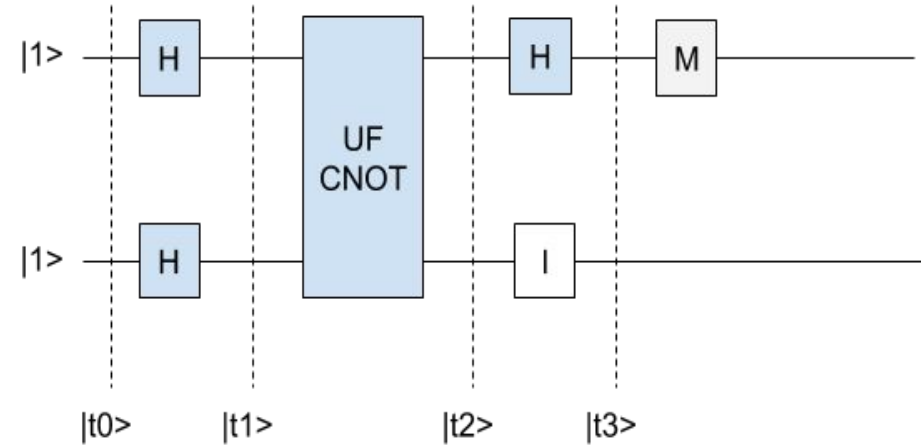 |1> H H M
UF
CNOT
|1> H I
|t0> |t1> |t2> |t3>